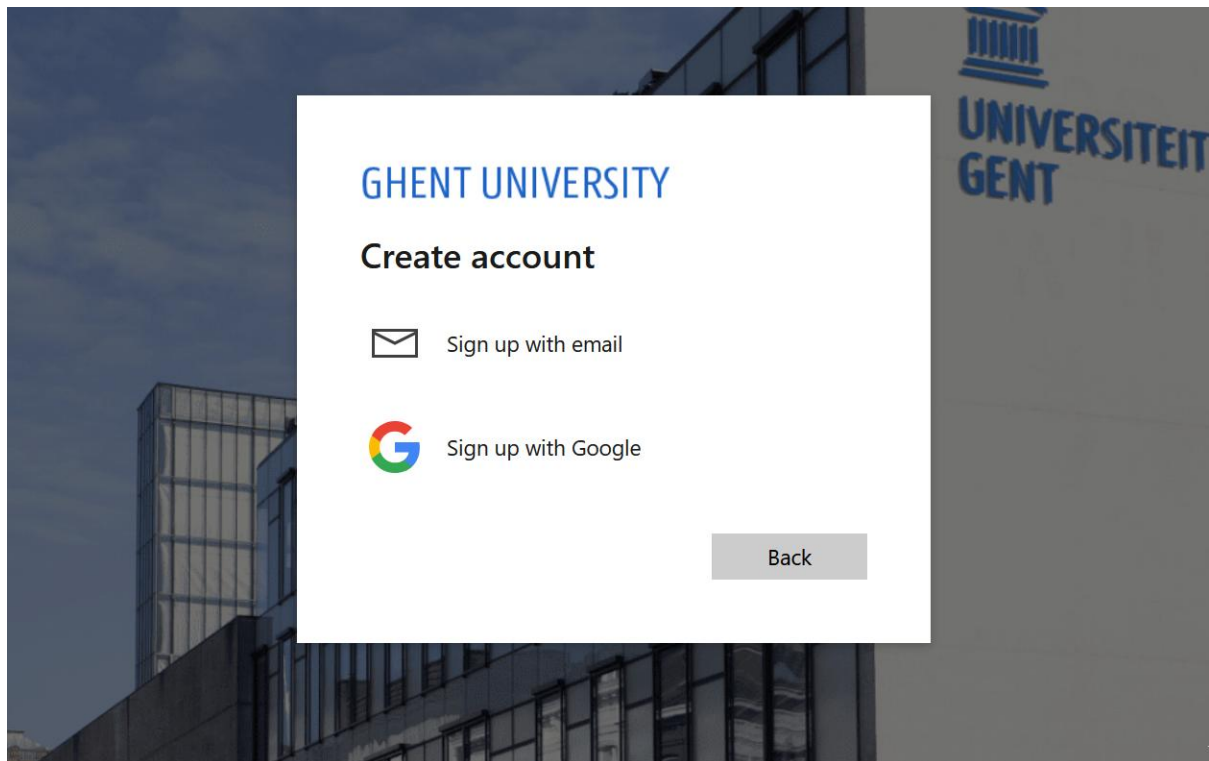 UNIVERSITEIT
GENT
GHENT UNIVERSITY
Create account
Sign up with email
Sign up with Google
Back